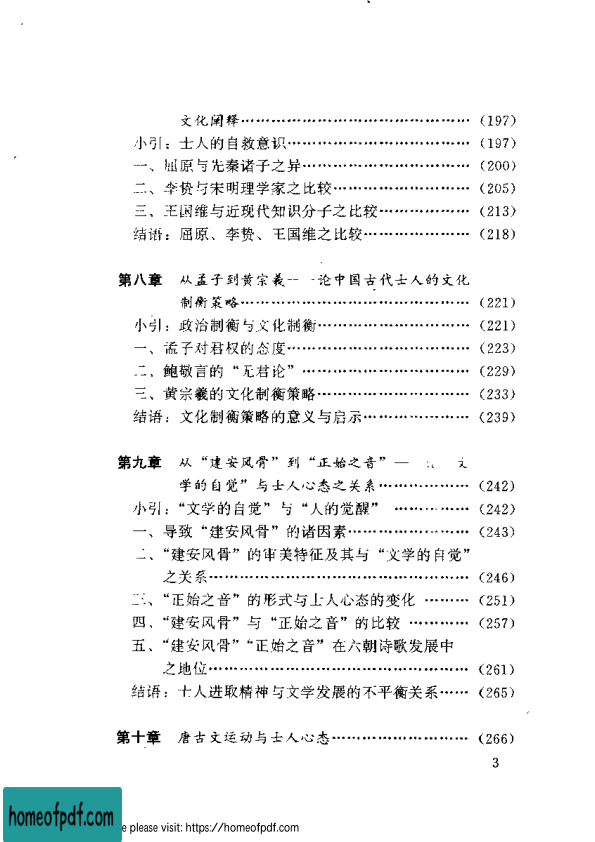 文化阐释……………………………………(197)
小引：士人的自救意识……………………………(197)
一、屈原与先秦诸子之异…………………………(200)
二、李贽与宋明理学家之比较……………………(205)
三、王国维与近现代知识分子之比较……………(213)
结语：屈原、李贽、王国维之比较………………(218)
第八章 从孟子到黄宗羲——论中国古代士人的文化
制衡策略……………………………………(221)
小引：政治制衡与文化制衡………………………(221)
一、孟子对君权的态度……………………………(223)
二、鲍敬言的“无君论”…………………………(229)
三、黄宗羲的文化制衡策略………………………(233)
结语：文化制衡策略的意义与启示………………(239)
第九章 从“建安风骨”到“正始之音”— 文
学的自觉”与士人心态之关系……………(242)
小引：“文学的自觉”与“人的觉醒” …………(242)
一、导致“建安风骨”的诸因素…………………(243)
二、“建安风骨”的审美特征及其与“文学的自觉”
之关系………………………………………(246)
三、“正始之音”的形式与士人心态的变化 ……(251)
四、“建安风骨”与“正始之音”的比较 ………(257)
五、“建安风骨”“正始之音”在六朝诗歌发展中
之地位………………………………………(261)
结语：士人进取精神与文学发展的不平衡关系……(265)
第十章 唐古文运动与士人心态……………………(266)
3
homeofpdf.com
e please visit: https://homeofpdf.com